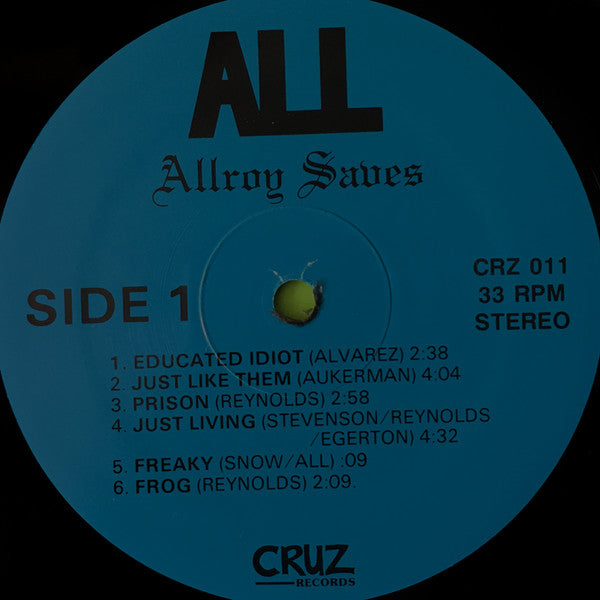 ALL
Allroy Saves
SIDE 1
CRZ 011
33 RPM
STEREO
1. EDUCATED IDIOT (ALVAREZ) 2:38
2. JUST LIKE THEM (AUKERMAN) 4:04
3. PRISON (REYNOLDS) 2:58
4. JUST LIVING (STEVENSON/REYNOLDS
/EGERTON) 4:32
5. FREAKY (SNOW/ALL) :09
6. FROG (REYNOLDS) 2:09.
CRUZ
RECORDS